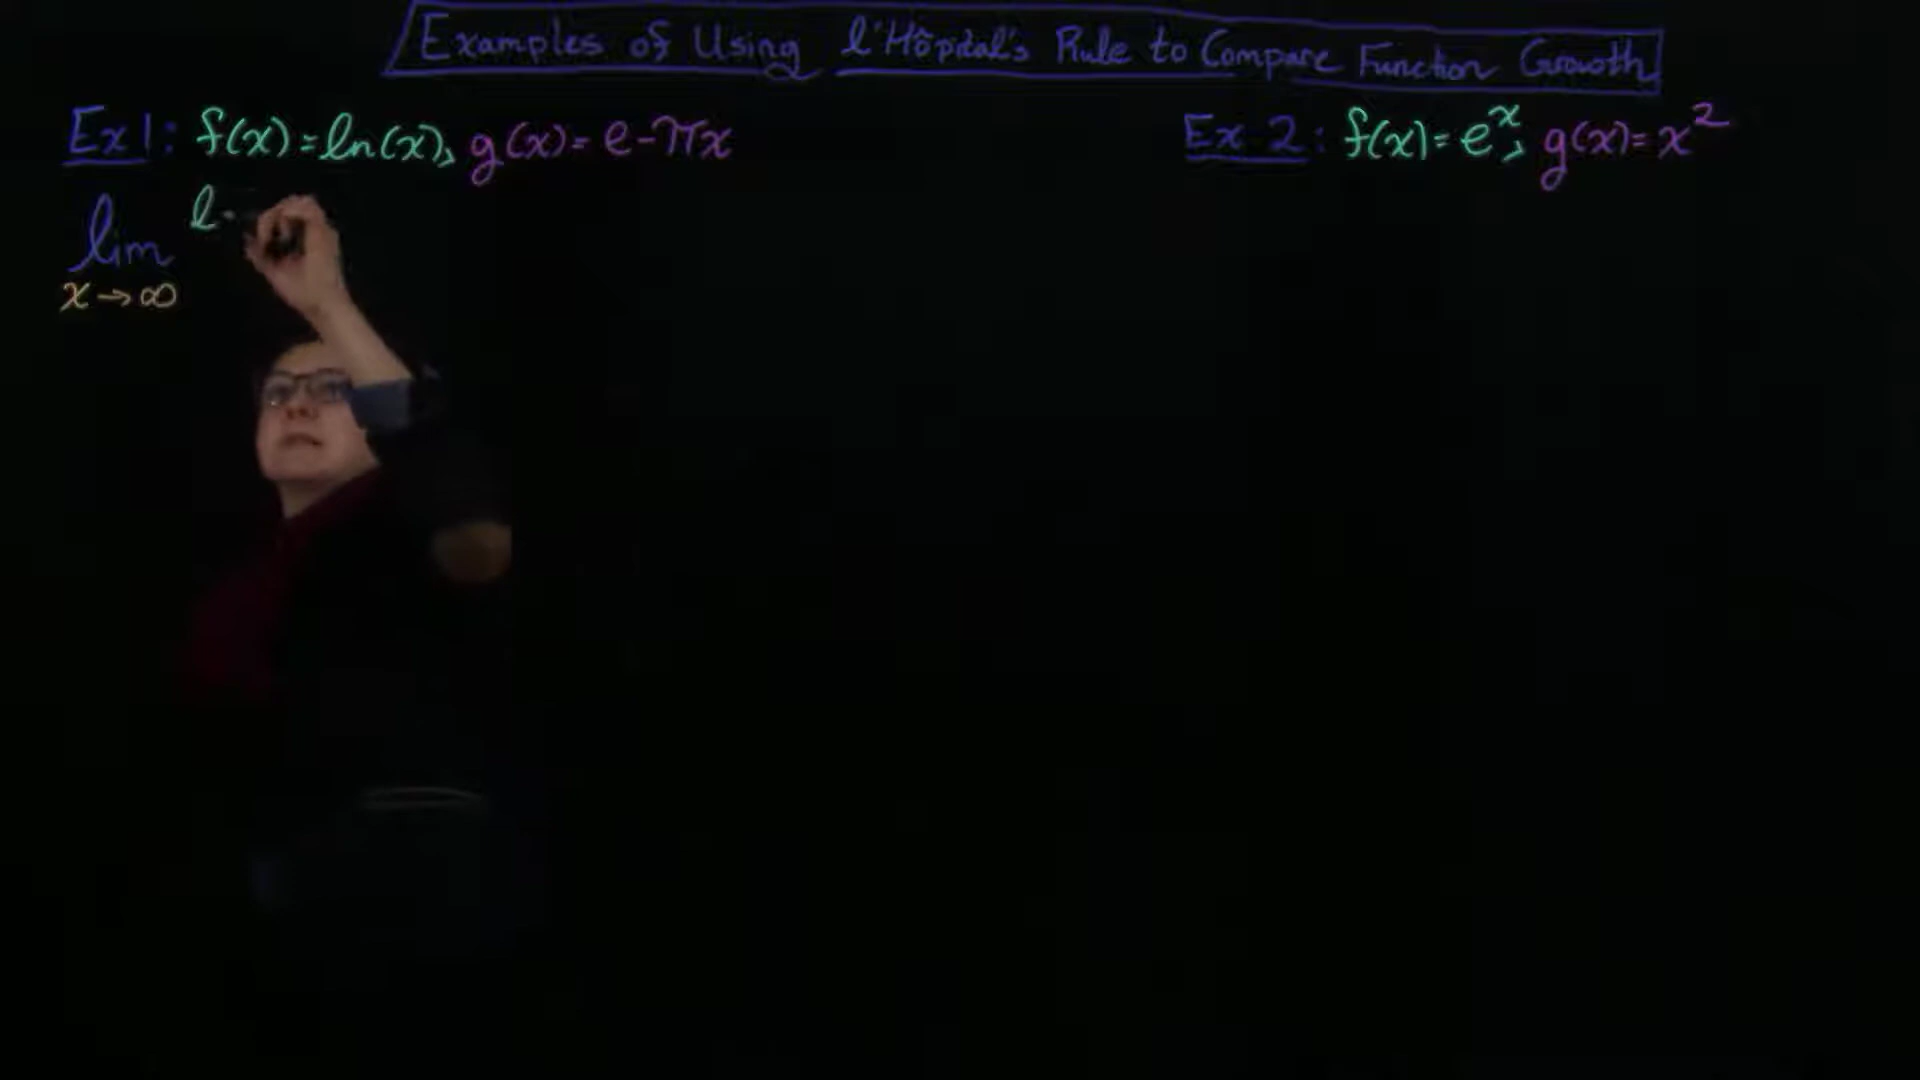 Examples of Using l'Hôpital's Rule to Compare Function Growth
Ex 1: f(x)=ln(x), g(x)=e-πx
lim l
x→∞
Ex 2: f(x)=e^x, g(x)=x^2